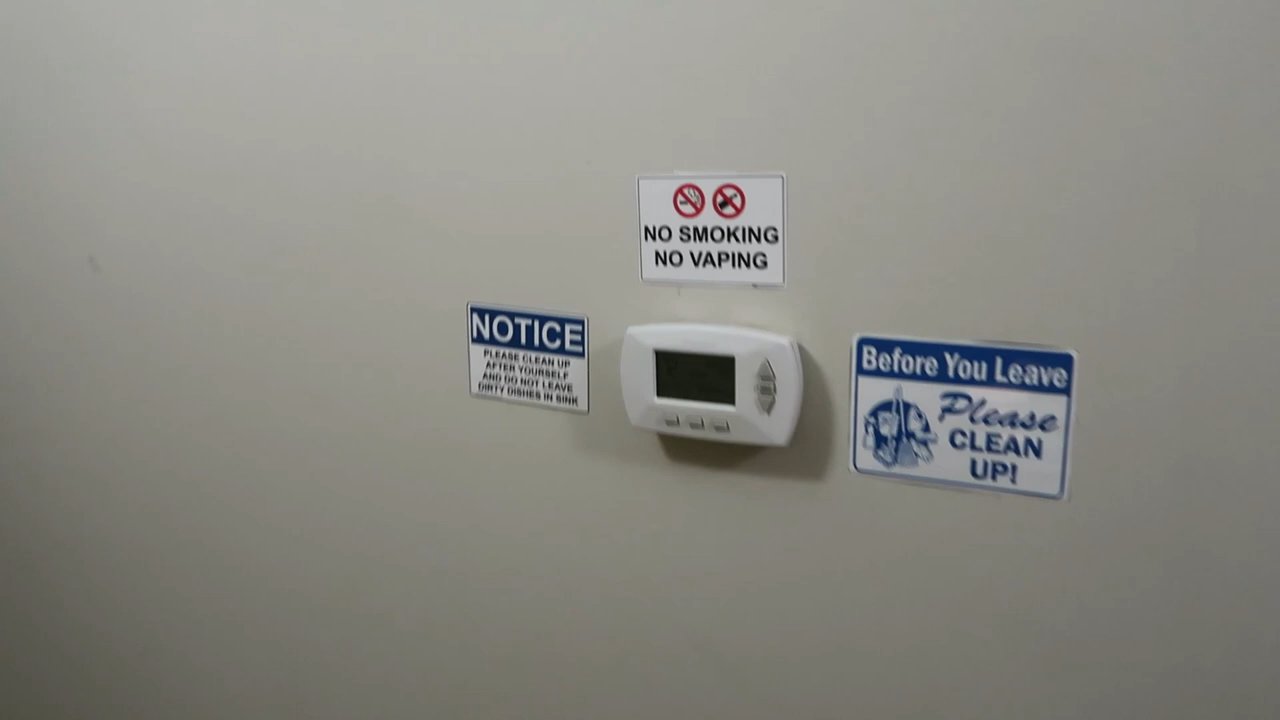 NO SMOKING
NO VAPING
NOTICE
PLEASE CLEAN UP
AFTER YOURSELF
AND DO NOT LEAVE
DIRTY DISHES IN SINK
Before You Leave
Please
CLEAN
UP!